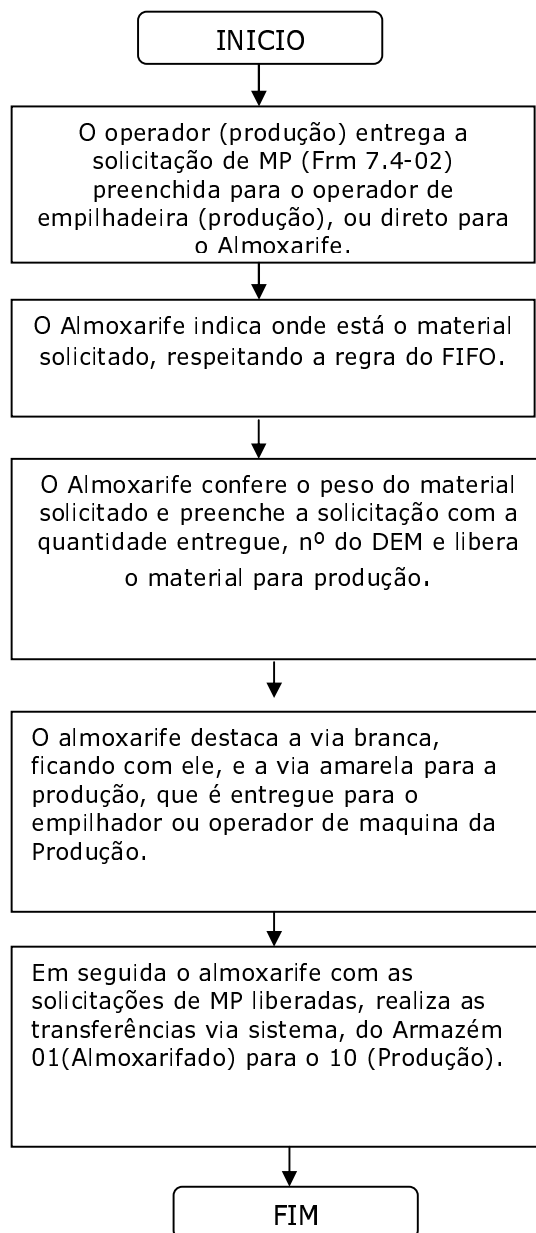 INICIO
O operador (produção) entrega a
solicitação de MP (Frm 7.4-02)
preenchida para o operador de
empilhadeira (produção), ou direto para
o Almoxarife.
O Almoxarife indica onde está o material
solicitado, respeitando a regra do FIFO.
O Almoxarife confere o peso do material
solicitado e preenche a solicitação com a
quantidade entregue, nº do DEM e libera
o material para produção.
O almoxarife destaca a via branca,
ficando com ele, e a via amarela para a
produção, que é entregue para o
empilhador ou operador de maquina da
Produção.
Em seguida o almoxarife com as
solicitações de MP liberadas, realiza as
transferências via sistema, do Armazém
01(Almoxarifado) para o 10 (Produção).
FIM